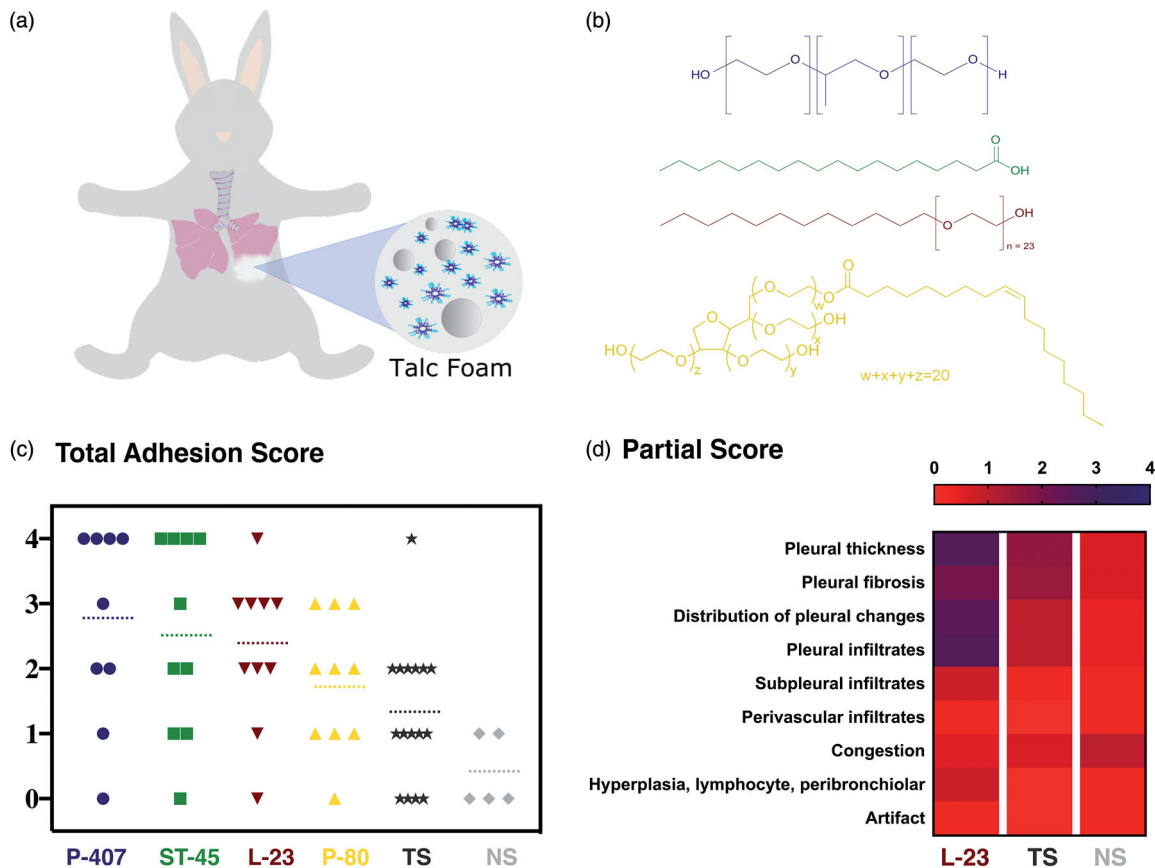 (a)
Talc Foam
(b)
HO
O
O
O
H
O
OH
O
OH
n = 23
O
O
O
w
O
O
OH
x
HO
O
z
O
OH
y
w+x+y+z=20
(c) Total Adhesion Score
4
3
2
1
0
P-407 ST-45 L-23 P-80 TS NS
(d) Partial Score
0 1 2 3 4
Pleural thickness
Pleural fibrosis
Distribution of pleural changes
Pleural infiltrates
Subpleural infiltrates
Perivascular infiltrates
Congestion
Hyperplasia, lymphocyte, peribronchiolar
Artifact
L-23 TS NS